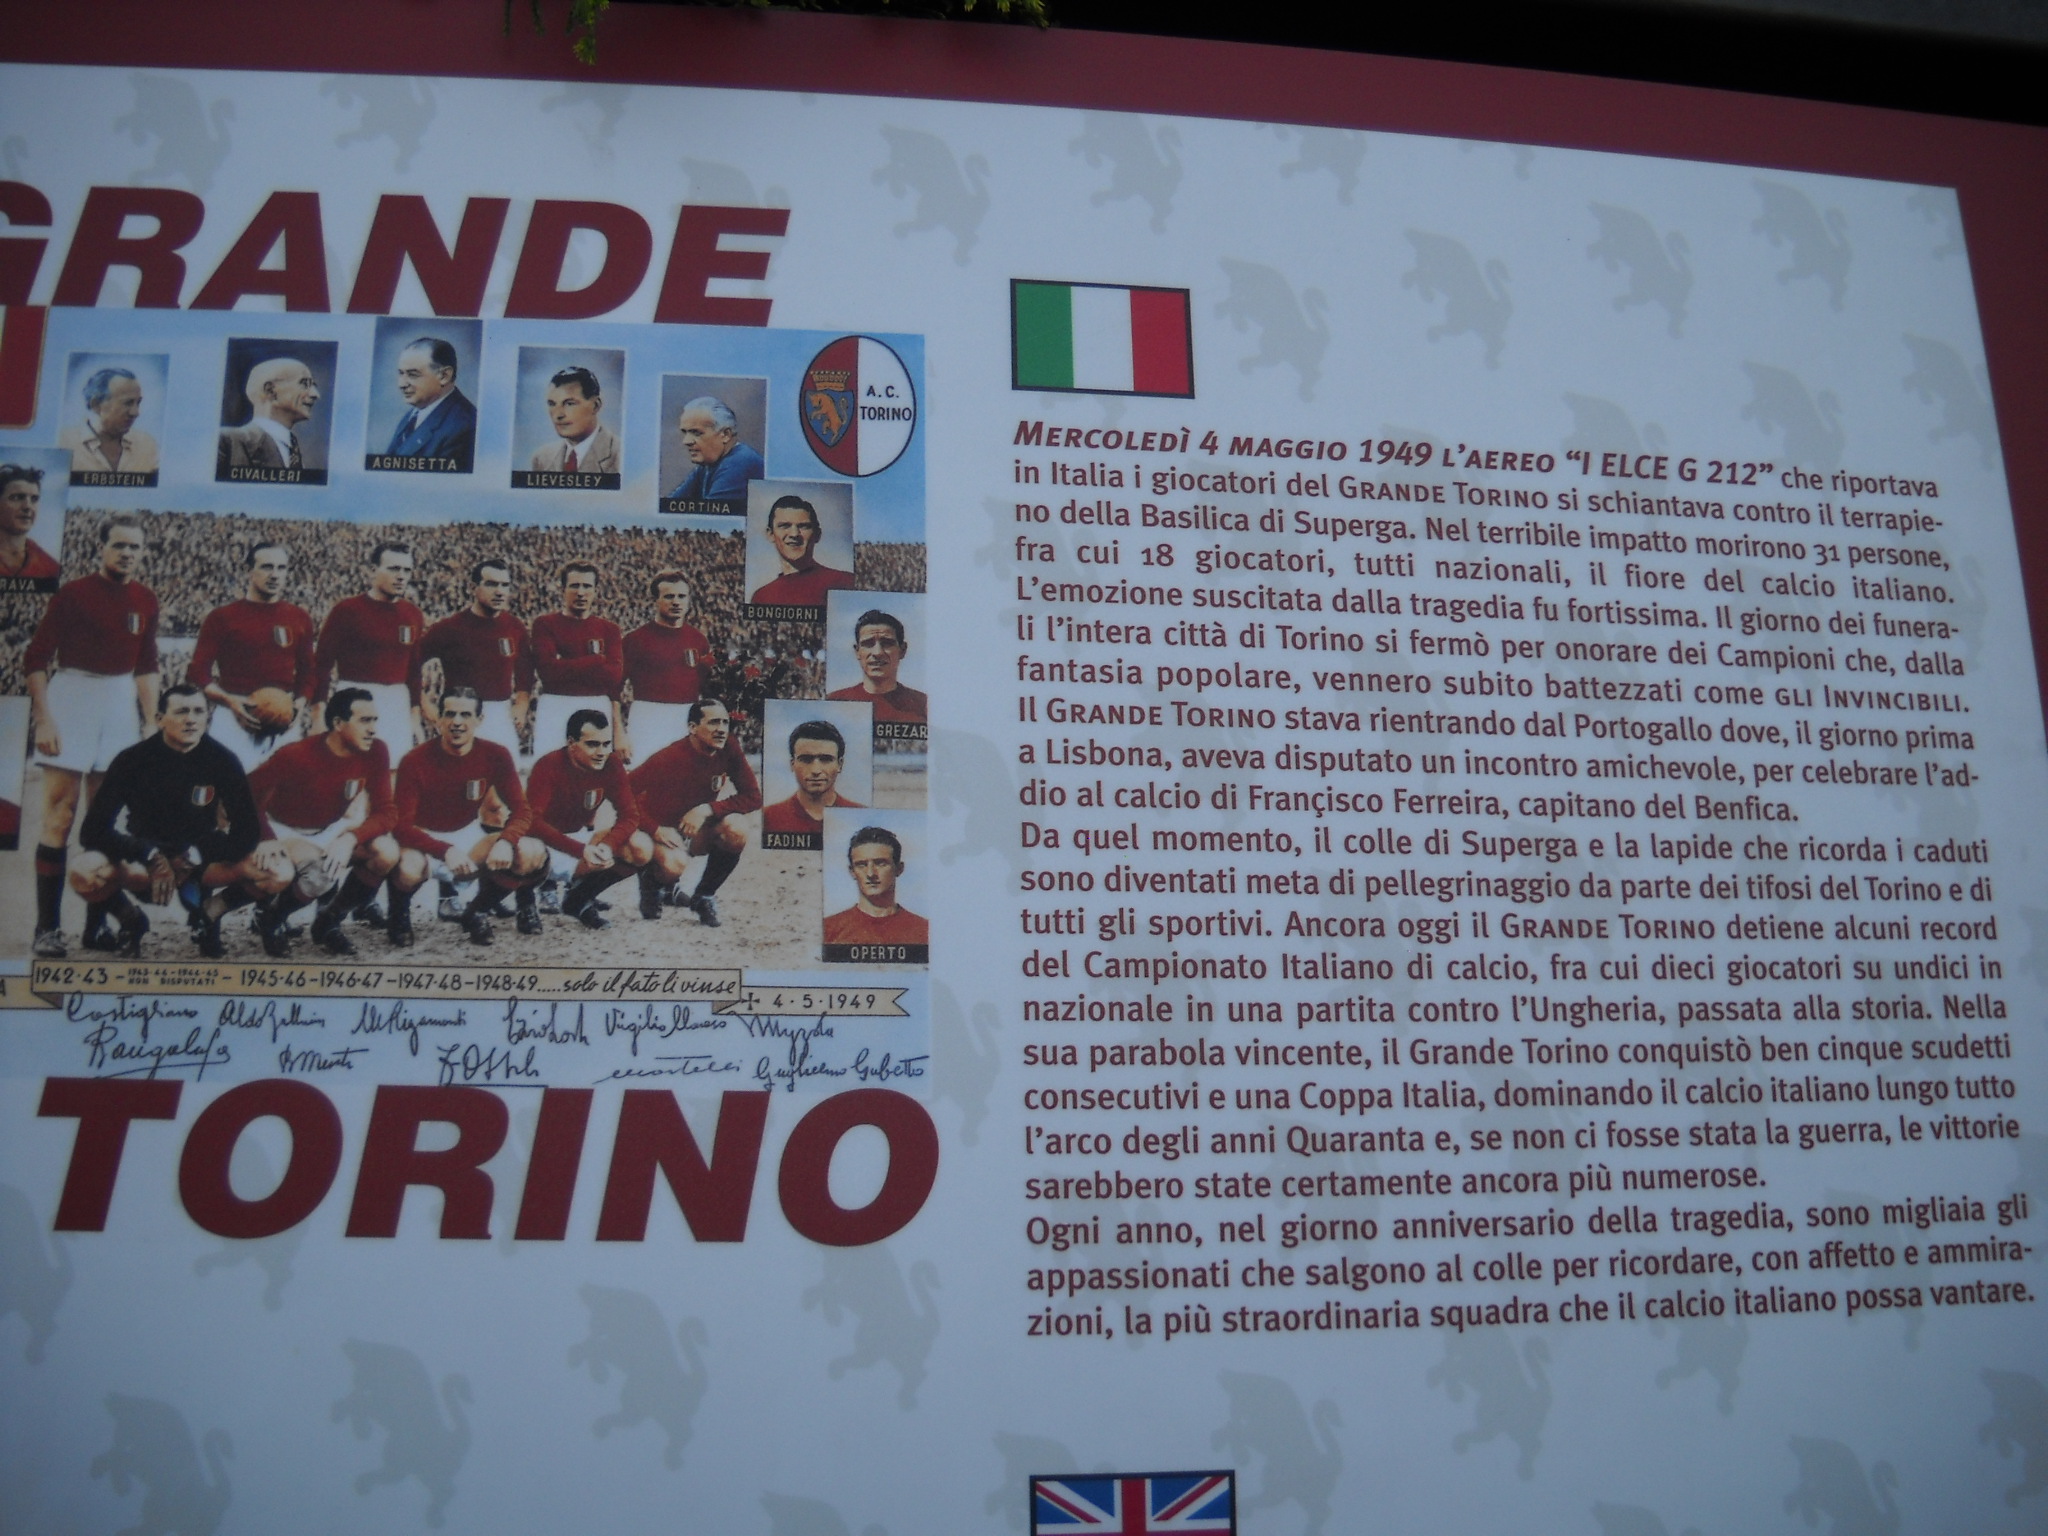 GRANDE
ERBSTEIN
CIVALLERI
AGNISETTA
LIEVESLEY
CORTINA
A.C.
TORINO
RAVA
BONGIORNI
GREZAR
FADINI
OPERTO
1942-43 - 1943-44 - 1944-45 NON DISPUTATI - 1945-46 - 1946-47 - 1947-48 - 1948-49..... solo il fato li vinse
4·5·1949
Castigliano
Virgilio Maroso
Guglielmo Gabetto
TORINO
MERCOLEDÌ 4 MAGGIO 1949 L'AEREO “I ELCE G 212” che riportava
in Italia i giocatori del GRANDE TORINO si schiantava contro il terrapie-
no della Basilica di Superga. Nel terribile impatto morirono 31 persone,
fra cui 18 giocatori, tutti nazionali, il fiore del calcio italiano.
L'emozione suscitata dalla tragedia fu fortissima. Il giorno dei funera-
li l'intera città di Torino si fermò per onorare dei Campioni che, dalla
fantasia popolare, vennero subito battezzati come GLI INVINCIBILI.
Il GRANDE TORINO stava rientrando dal Portogallo dove, il giorno prima
a Lisbona, aveva disputato un incontro amichevole, per celebrare l'ad-
dio al calcio di Françisco Ferreira, capitano del Benfica.
Da quel momento, il colle di Superga e la lapide che ricorda i caduti
sono diventati meta di pellegrinaggio da parte dei tifosi del Torino e di
tutti gli sportivi. Ancora oggi il GRANDE TORINO detiene alcuni record
del Campionato Italiano di calcio, fra cui dieci giocatori su undici in
nazionale in una partita contro l'Ungheria, passata alla storia. Nella
sua parabola vincente, il Grande Torino conquistò ben cinque scudetti
consecutivi e una Coppa Italia, dominando il calcio italiano lungo tutto
l'arco degli anni Quaranta e, se non ci fosse stata la guerra, le vittorie
sarebbero state certamente ancora più numerose.
Ogni anno, nel giorno anniversario della tragedia, sono migliaia gli
appassionati che salgono al colle per ricordare, con affetto e ammira-
zioni, la più straordinaria squadra che il calcio italiano possa vantare.